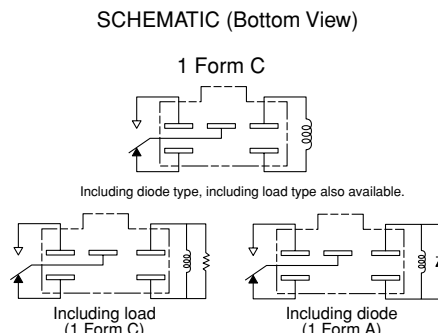 SCHEMATIC (Bottom View)
1 Form C
Including diode type, including load type also available.
Including load
(1 Form C)
Including diode
(1 Form A)